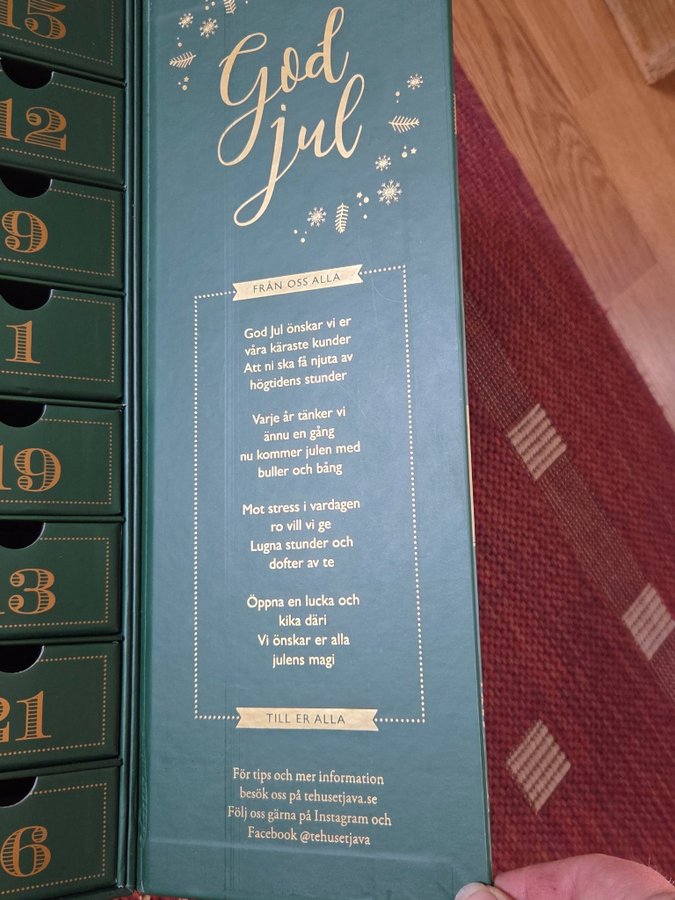 15
12
9
1
19
13
21
6
God
jul
FRÅN OSS ALLA
God Jul önskar vi er
våra käraste kunder
Att ni ska få njuta av
högtidens stunder
Varje år tänker vi
ännu en gång
nu kommer julen med
buller och bång
Mot stress i vardagen
ro vill vi ge
Lugna stunder och
dofter av te
Öppna en lucka och
kika däri
Vi önskar er alla
julens magi
TILL ER ALLA
För tips och mer information
besök oss på tehusetjava.se
Följ oss gärna på Instagram och
Facebook @tehusetjava